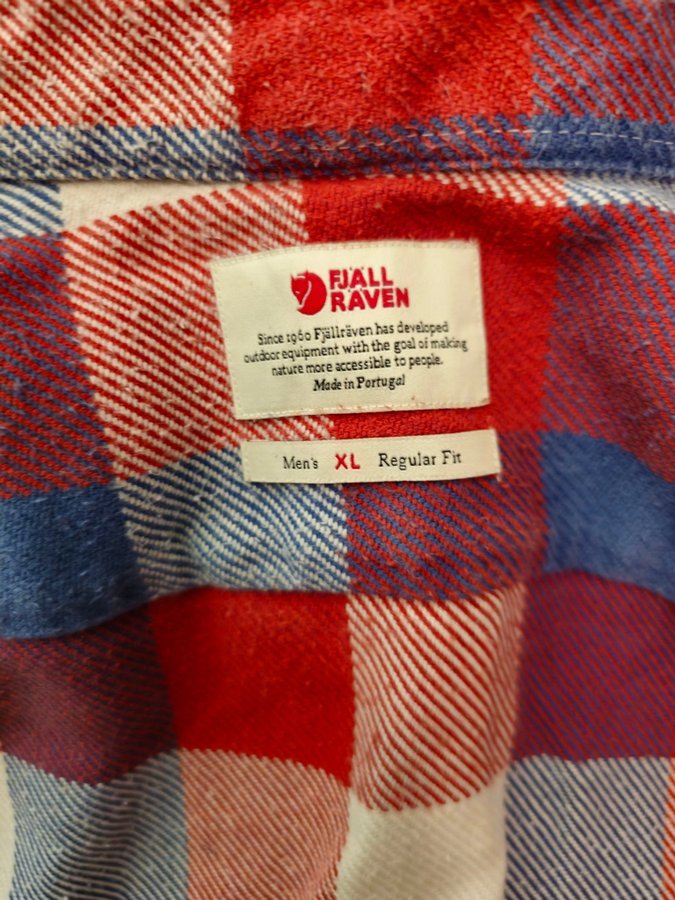 FJÄLL
RÄVEN
Since 1960 Fjällräven has developed
outdoor equipment with the goal of making
nature more accessible to people.
Made in Portugal
Men's XL Regular Fit